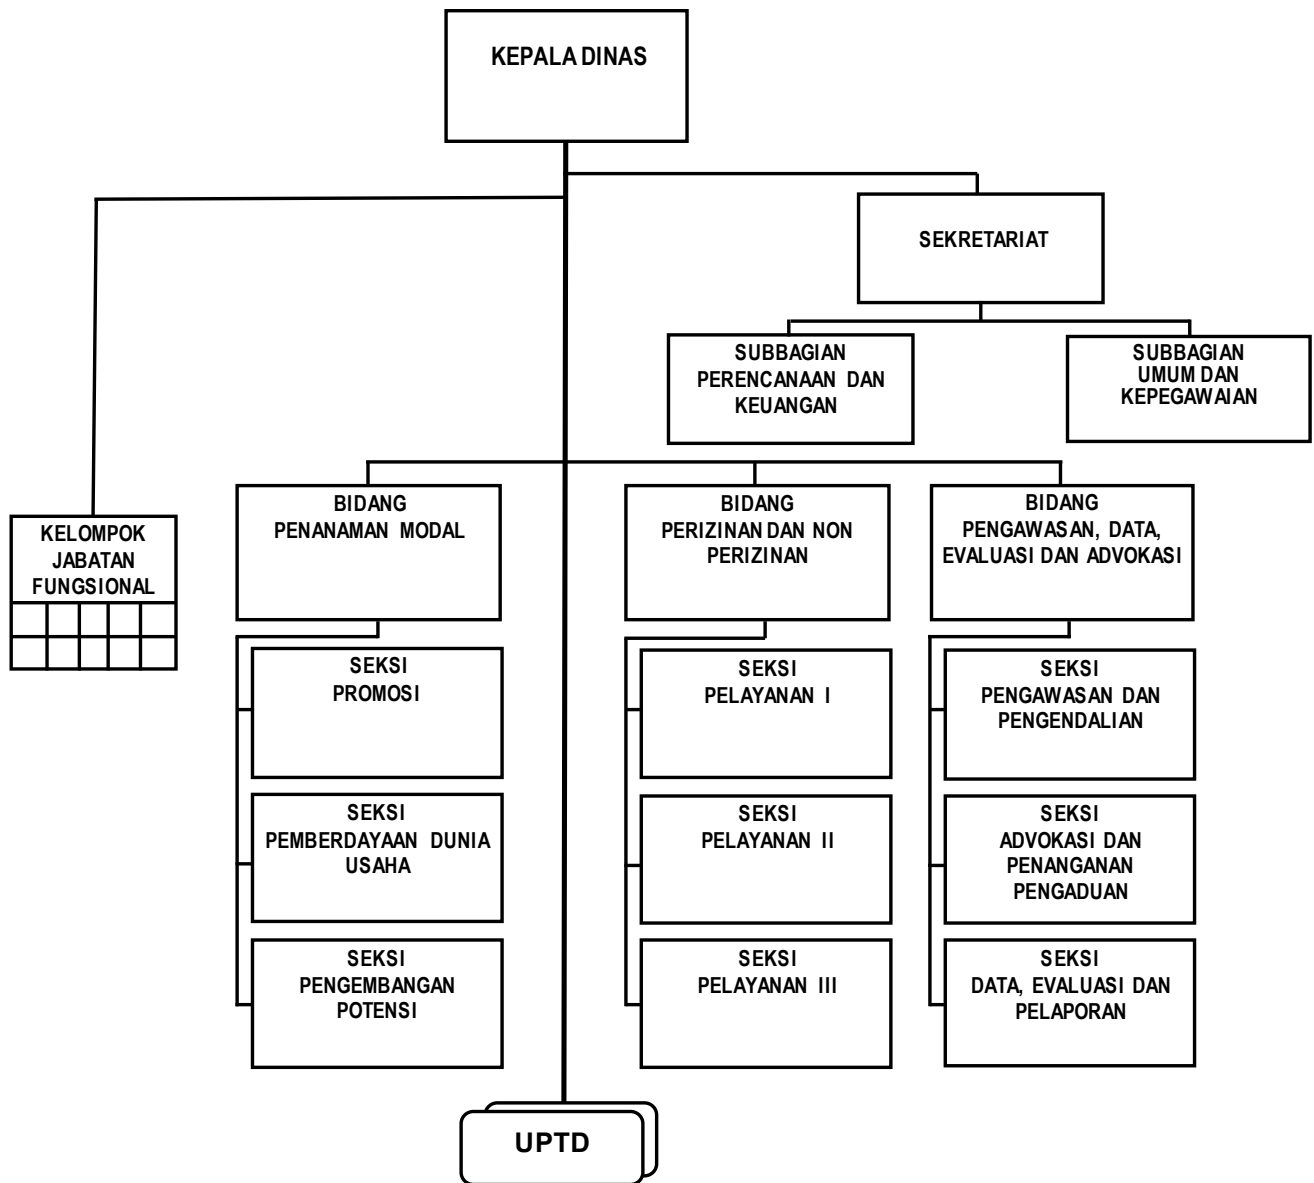 KEPALA DINAS
SEKRETARIAT
SUBBAGIAN
PERENCANAAN DAN
KEUANGAN
SUBBAGIAN
UMUM DAN
KEPEGAWAIAN
KELOMPOK
JABATAN
FUNGSIONAL
BIDANG
PENANAMAN MODAL
BIDANG
PERIZINAN DAN NON
PERIZINAN
BIDANG
PENGAWASAN, DATA,
EVALUASI DAN ADVOKASI
SEKSI
PROMOSI
SEKSI
PELAYANAN I
SEKSI
PENGAWASAN DAN
PENGENDALIAN
SEKSI
PEMBERDAYAAN DUNIA
USAHA
SEKSI
PELAYANAN II
SEKSI
ADVOKASI DAN
PENANGANAN
PENGADUAN
SEKSI
PENGEMBANGAN
POTENSI
SEKSI
PELAYANAN III
SEKSI
DATA, EVALUASI DAN
PELAPORAN
UPTD